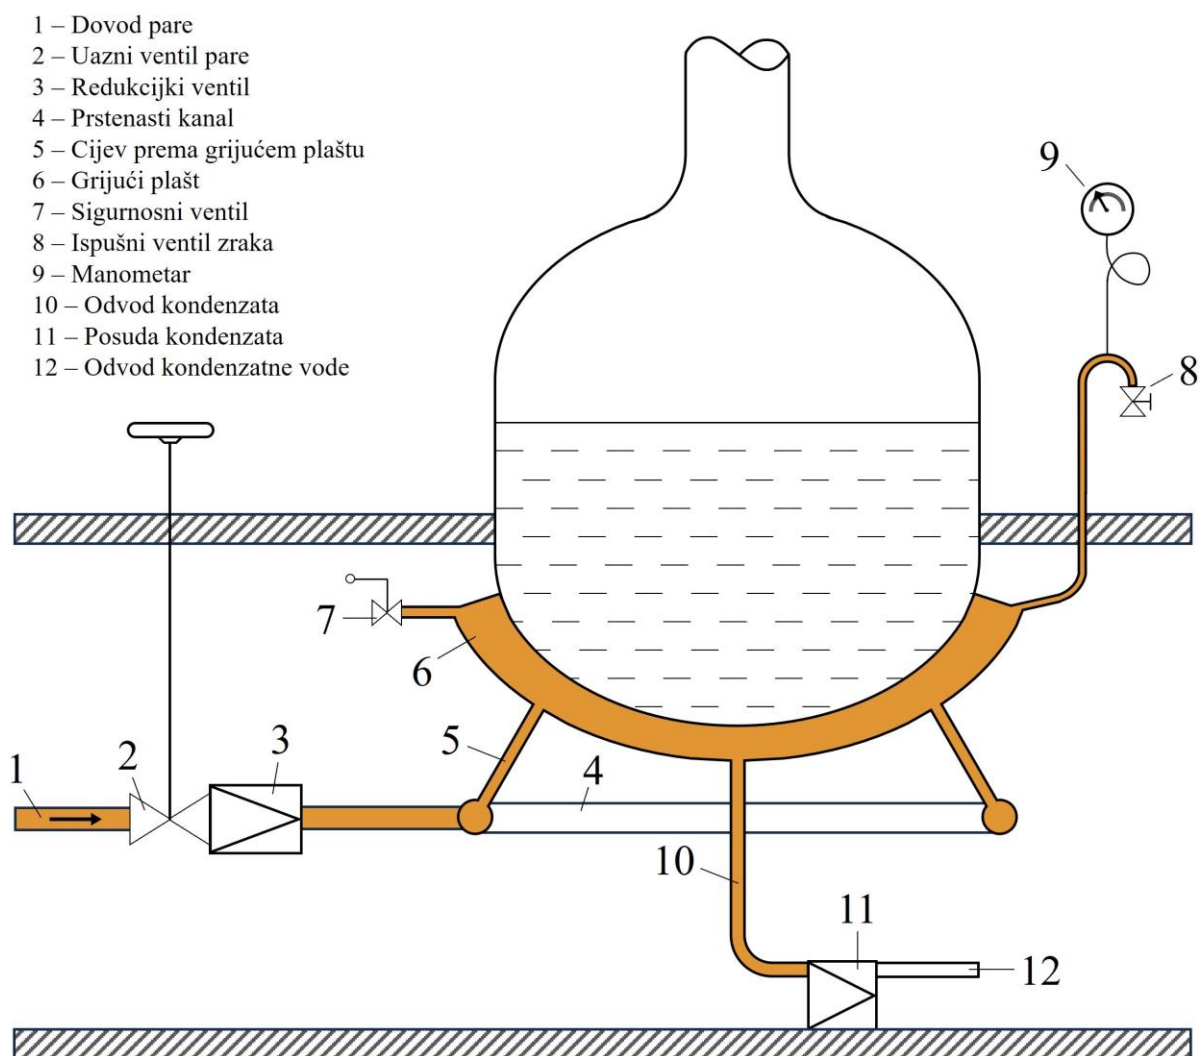 1 – Dovod pare
2 – Uazni ventil pare
3 – Redukcijki ventil
4 – Prstenasti kanal
5 – Cijev prema grijućem plaštu
6 – Grijući plašt
7 – Sigurnosni ventil
8 – Ispušni ventil zraka
9 – Manometar
10 – Odvod kondenzata
11 – Posuda kondenzata
12 – Odvod kondenzatne vode
9
8
7
6
5
4
3
2
1
10
11
12